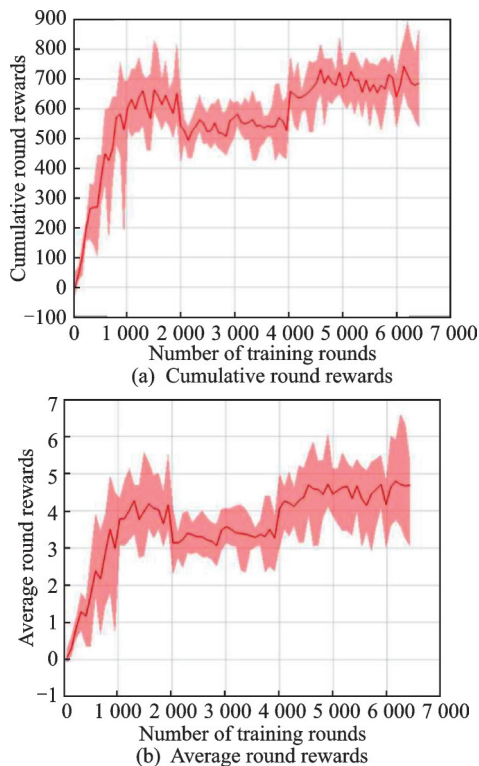 900
800
700
600
500
400
300
200
100
0
−100
Cumulative round rewards
0 1 000 2 000 3 000 4 000 5 000 6 000 7 000
Number of training rounds
(a) Cumulative round rewards
7
6
5
4
3
2
1
0
−1
Average round rewards
0 1 000 2 000 3 000 4 000 5 000 6 000 7 000
Number of training rounds
(b) Average round rewards